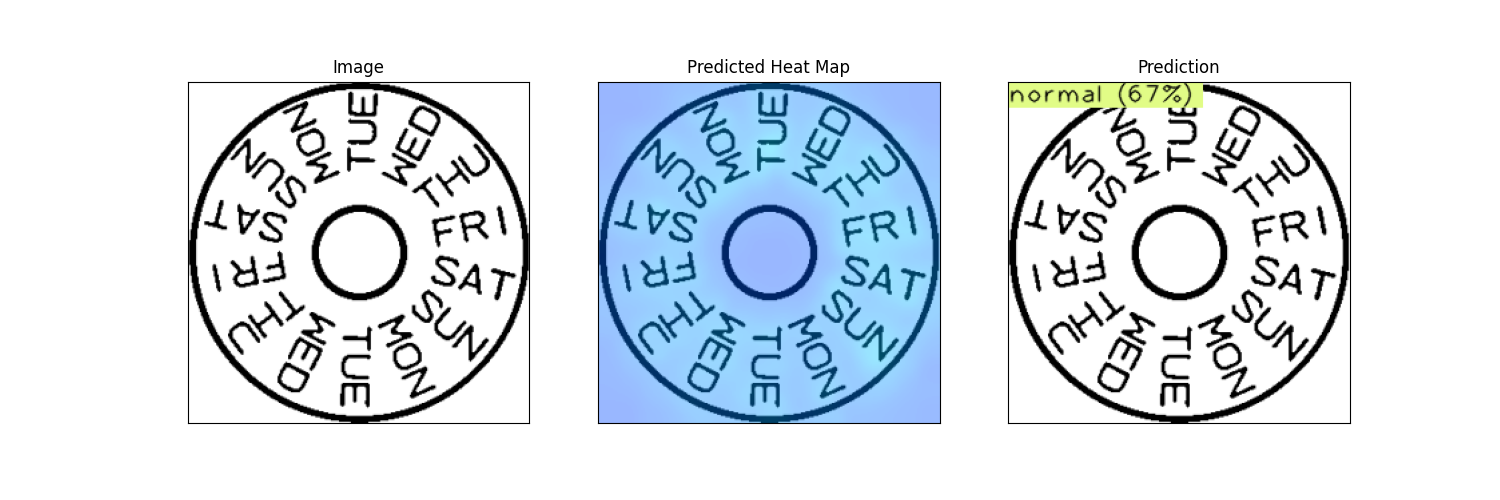 Image
TUE
WED
THU
FRI
SAT
SUN
MON
TUE
WED
THU
FRI
SAT
SUN
MON
Predicted Heat Map
TUE
WED
THU
FRI
SAT
SUN
MON
TUE
WED
THU
FRI
SAT
SUN
MON
Prediction
normal (67%)
TUE
WED
THU
FRI
SAT
SUN
MON
TUE
WED
THU
FRI
SAT
SUN
MON